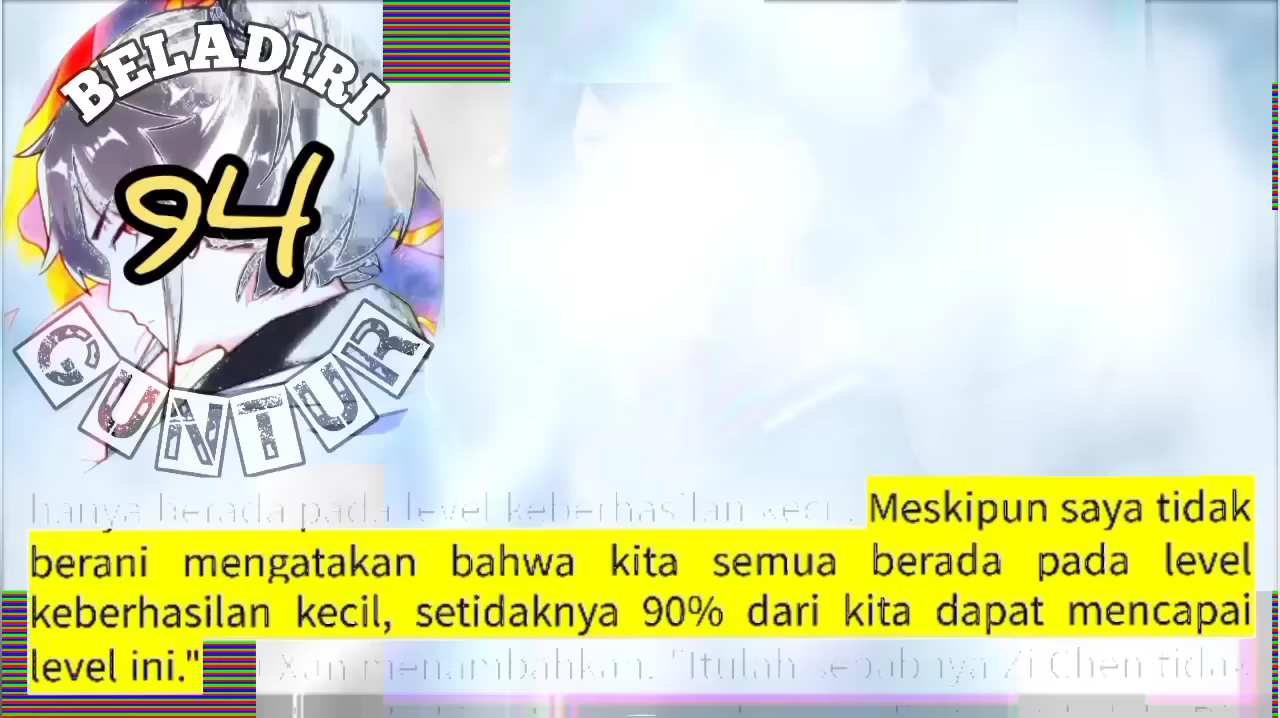 BELADIRI
94
GUNTUR
hanya berada pada level keberhasilan kecil. Meskipun saya tidak
berani mengatakan bahwa kita semua berada pada level
keberhasilan kecil, setidaknya 90% dari kita dapat mencapai
level ini." Xun menambahkan. "Itulah sebabnya Zi Chen tidak